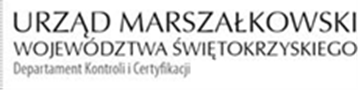 URZĄD MARSZAŁKOWSKI
WOJEWÓDZTWA ŚWIĘTOKRZYSKIEGO
Departament Kontroli i Certyfikacji